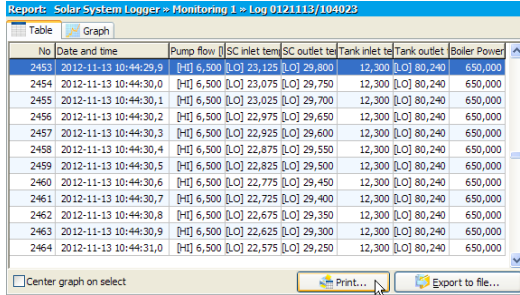 Report: Solar System Logger » Monitoring 1 » Log 0121113/104023
Table Graph
No Date and time Pump flow [l SC inlet temp SC outlet ter Tank inlet te Tank outlet Boiler Power
2453 2012-11-13 10:44:29,9 [HI] 6,500 [LO] 23,125 [LO] 29,800 12,300 [LO] 80,240 650,000
2454 2012-11-13 10:44:30,0 [HI] 6,500 [LO] 23,075 [LO] 29,750 12,300 [LO] 80,240 650,000
2455 2012-11-13 10:44:30,1 [HI] 6,500 [LO] 23,025 [LO] 29,700 12,300 [LO] 80,240 650,000
2456 2012-11-13 10:44:30,2 [HI] 6,500 [LO] 22,975 [LO] 29,650 12,300 [LO] 80,240 650,000
2457 2012-11-13 10:44:30,3 [HI] 6,500 [LO] 22,925 [LO] 29,600 12,300 [LO] 80,240 650,000
2458 2012-11-13 10:44:30,4 [HI] 6,500 [LO] 22,875 [LO] 29,550 12,300 [LO] 80,240 650,000
2459 2012-11-13 10:44:30,5 [HI] 6,500 [LO] 22,825 [LO] 29,500 12,300 [LO] 80,240 650,000
2460 2012-11-13 10:44:30,6 [HI] 6,500 [LO] 22,775 [LO] 29,450 12,300 [LO] 80,240 650,000
2461 2012-11-13 10:44:30,7 [HI] 6,500 [LO] 22,725 [LO] 29,400 12,300 [LO] 80,240 650,000
2462 2012-11-13 10:44:30,8 [HI] 6,500 [LO] 22,675 [LO] 29,350 12,300 [LO] 80,240 650,000
2463 2012-11-13 10:44:30,9 [HI] 6,500 [LO] 22,625 [LO] 29,300 12,300 [LO] 80,240 650,000
2464 2012-11-13 10:44:31,0 [HI] 6,500 [LO] 22,575 [LO] 29,250 12,300 [LO] 80,240 650,000
Center graph on select Print... Export to file...